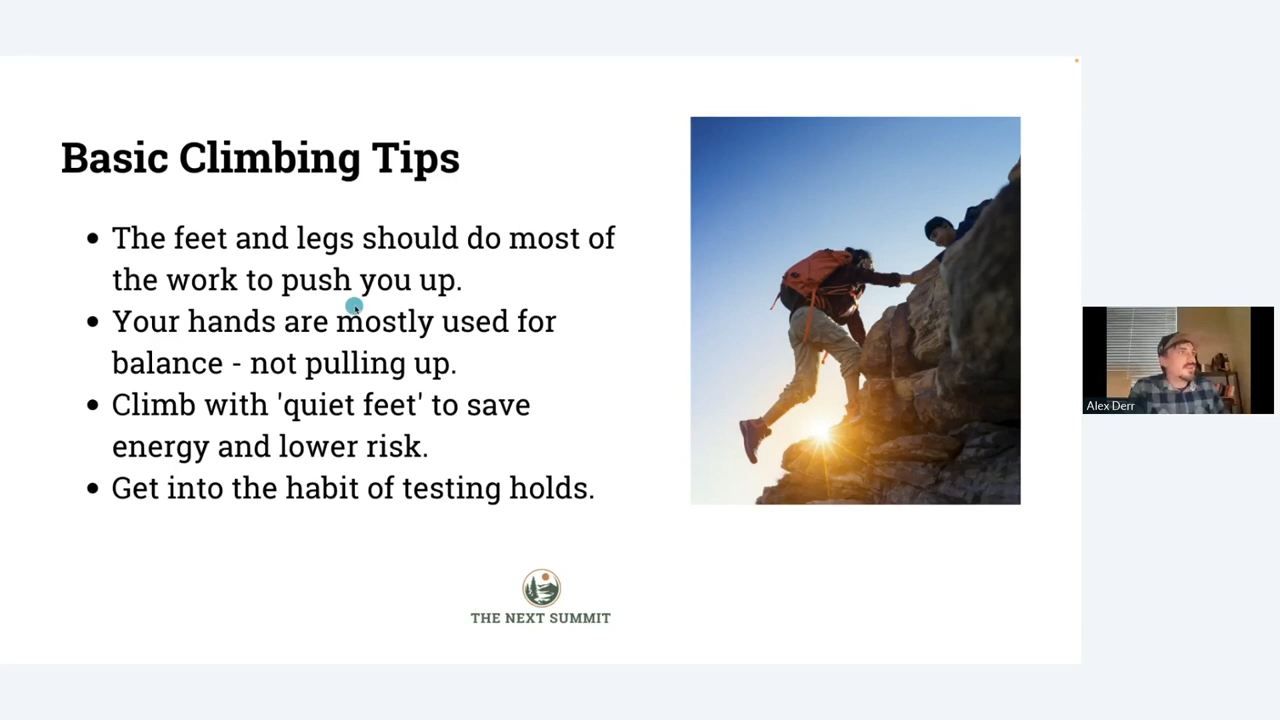 Basic Climbing Tips
The feet and legs should do most of
the work to push you up.
Your hands are mostly used for
balance - not pulling up.
Climb with 'quiet feet' to save
energy and lower risk.
Get into the habit of testing holds.
THE NEXT SUMMIT
Alex Derr